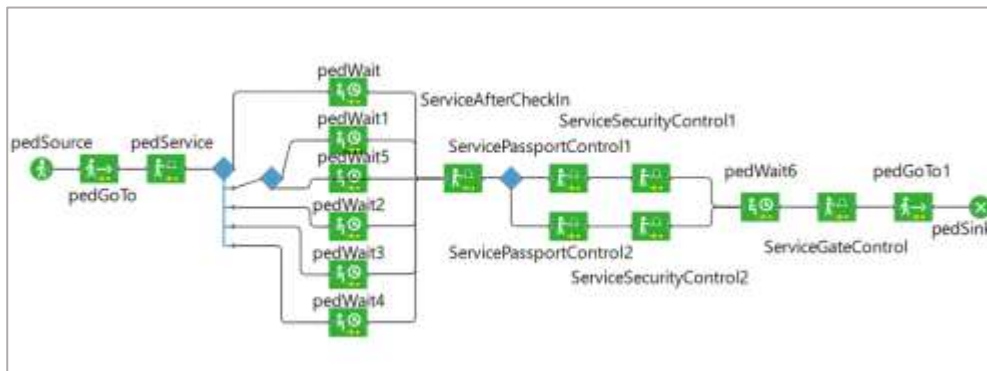 pedWait
ServiceAfterCheckIn
pedWait1
ServiceSecurityControl1
pedSource
pedService
pedWait5
ServicePassportControl1
pedWait6
pedGoTo1
pedGoTo
pedWait2
pedSink
pedWait3
ServicePassportControl2
ServiceGateControl
ServiceSecurityControl2
pedWait4